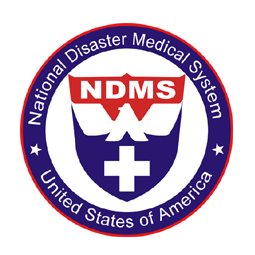 National Disaster Medical System
NDMS
United States of America